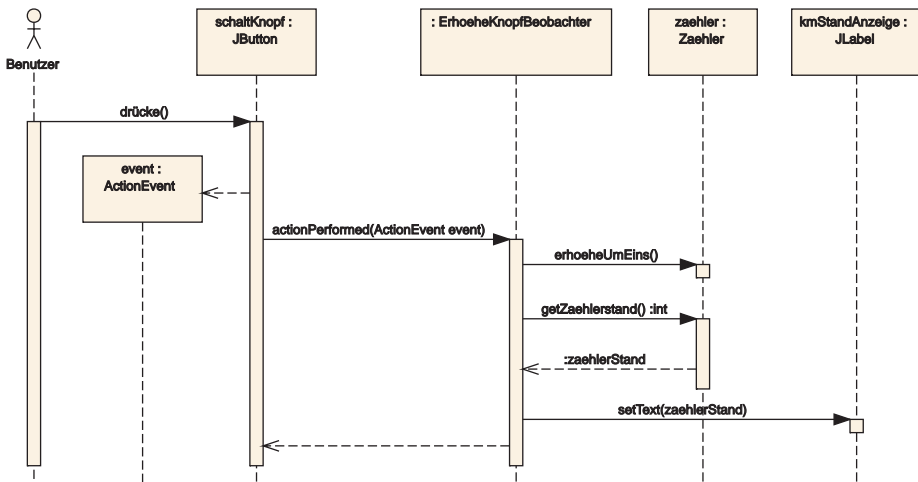 schaltKnopf :
JButton
: ErhoeheKnopfBeobachter
zaehler :
Zaehler
kmStandAnzeige :
JLabel
Benutzer
drücke()
event :
ActionEvent
actionPerformed(ActionEvent event)
erhoeheUmEins()
getZaehlerstand() :int
:zaehlerStand
setText(zaehlerStand)